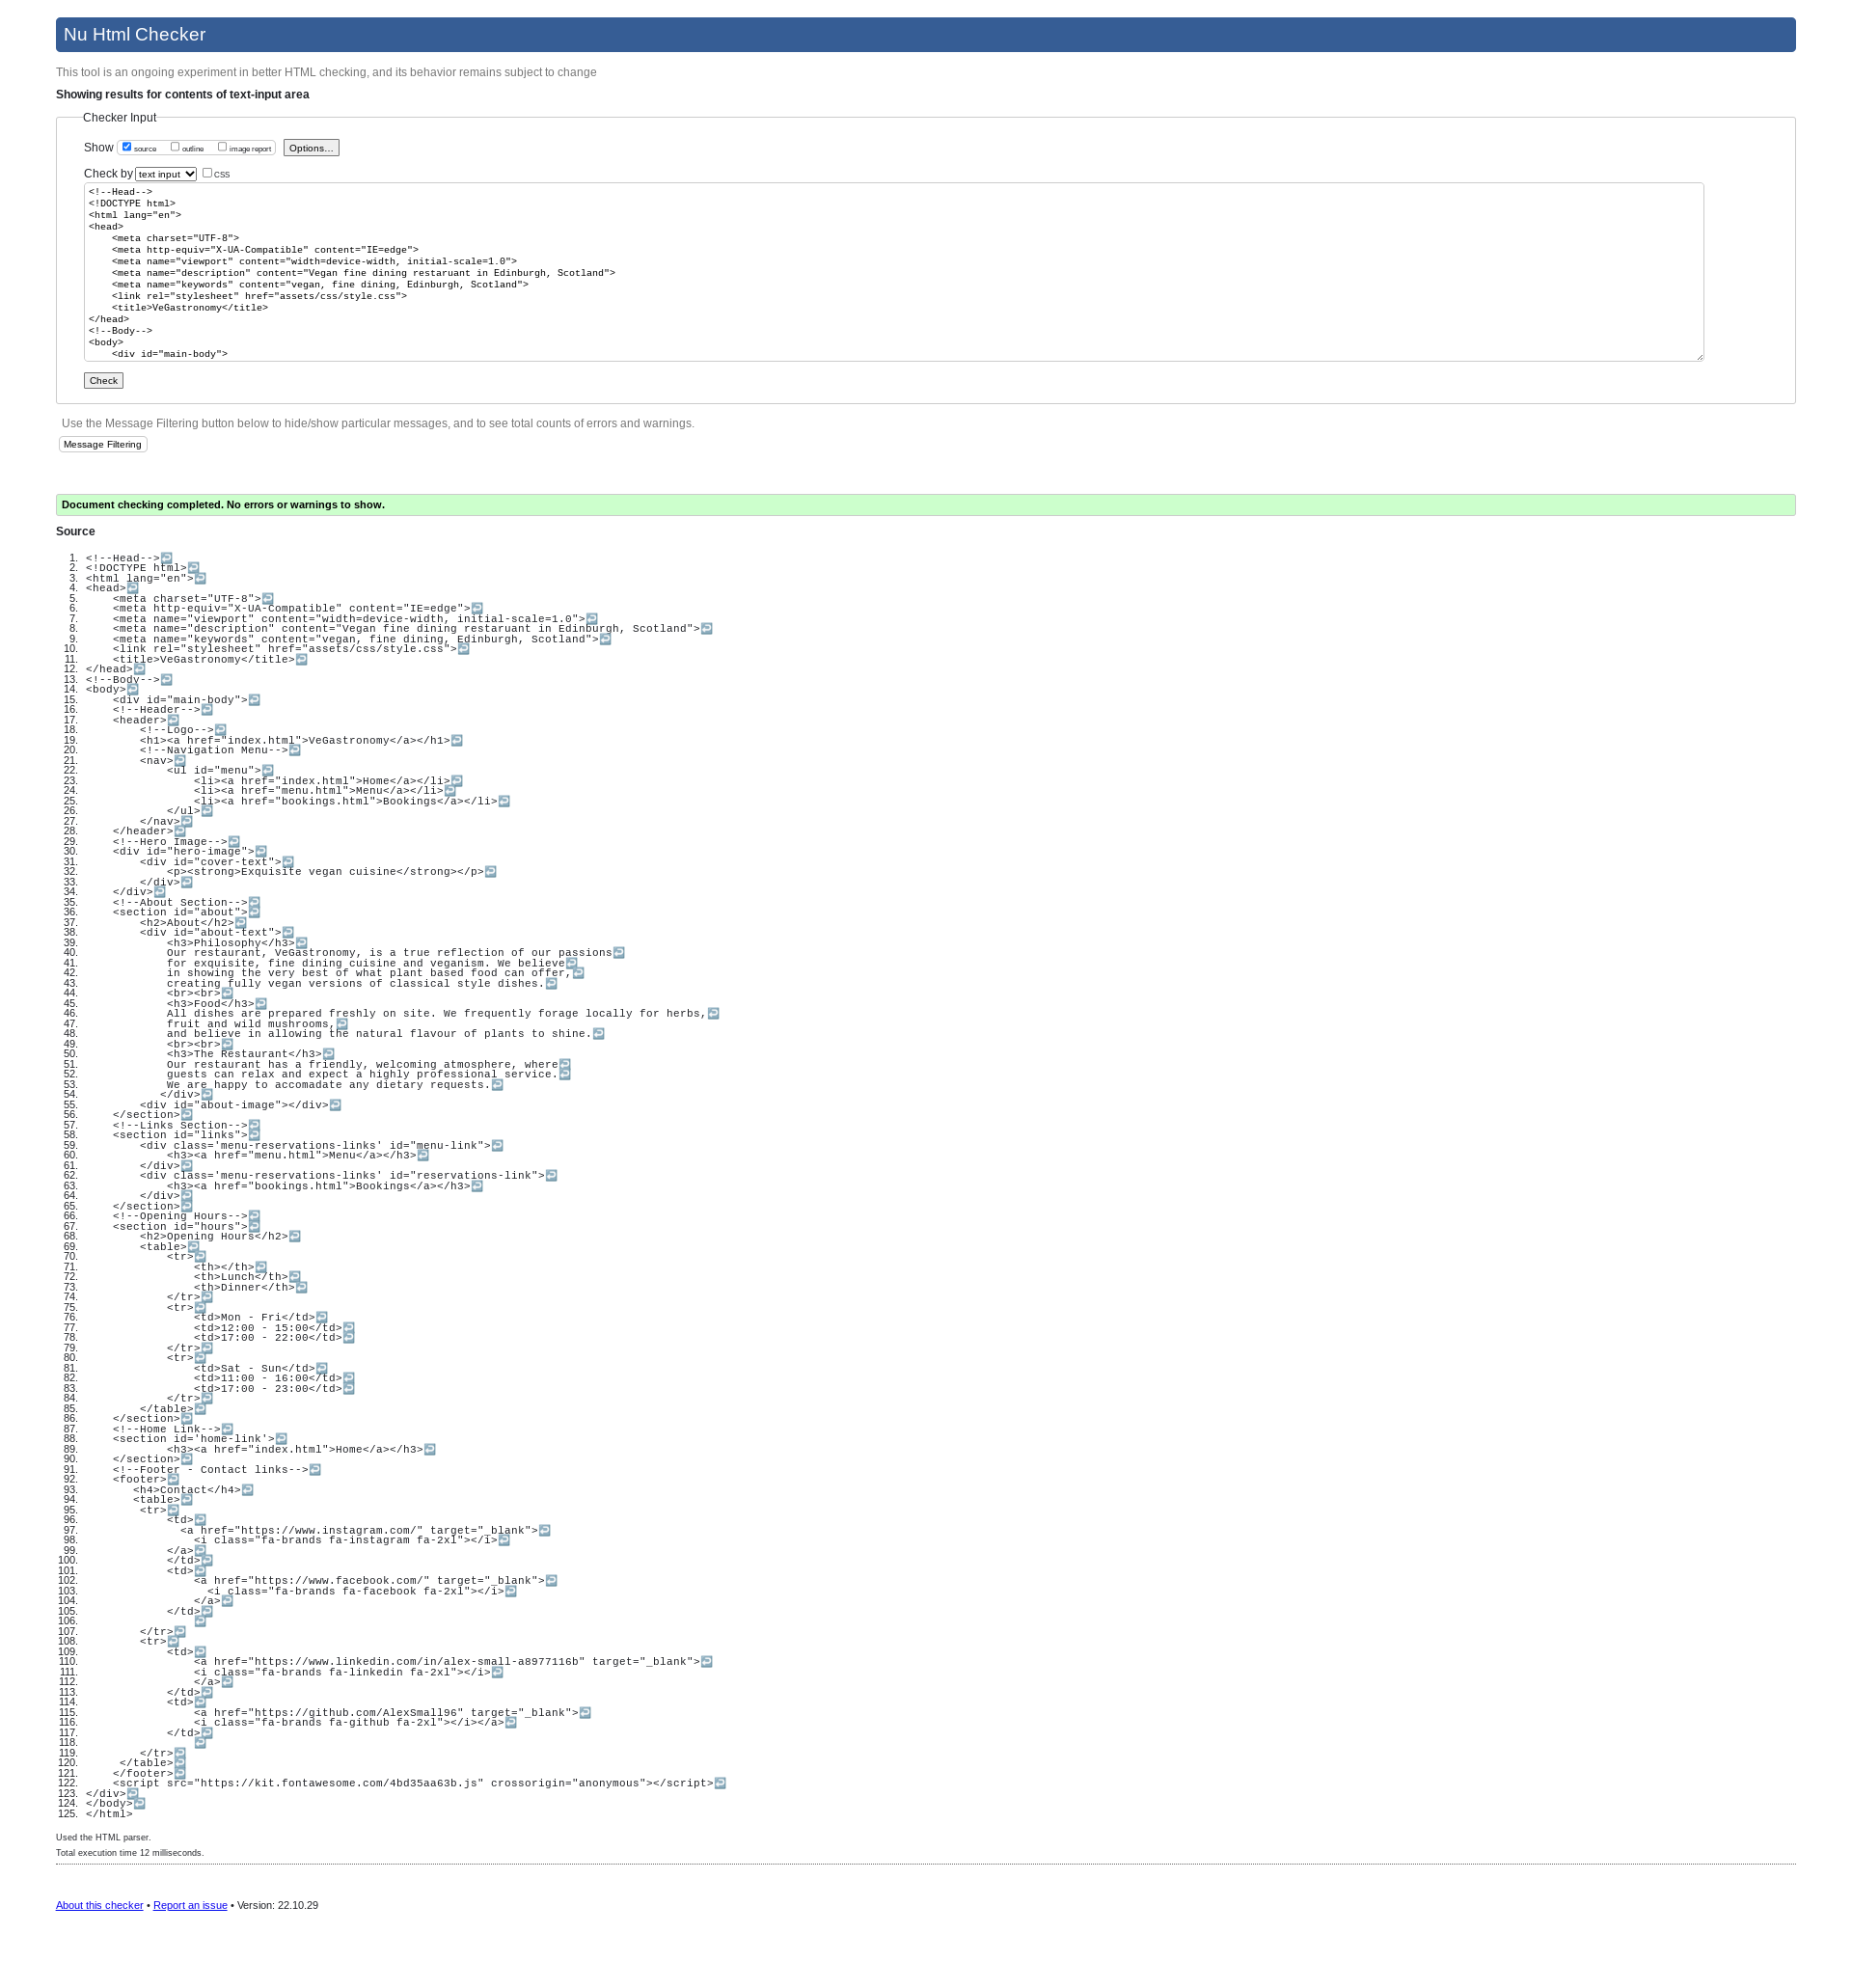 Nu Html Checker
This tool is an ongoing experiment in better HTML checking, and its behavior remains subject to change
Showing results for contents of text-input area
Checker Input
Show source outline image report Options...
Check by text input CSS
<!--Head-->
<!DOCTYPE html>
<html lang="en">
<head>
    <meta charset="UTF-8">
    <meta http-equiv="X-UA-Compatible" content="IE=edge">
    <meta name="viewport" content="width=device-width, initial-scale=1.0">
    <meta name="description" content="Vegan fine dining restaruant in Edinburgh, Scotland">
    <meta name="keywords" content="vegan, fine dining, Edinburgh, Scotland">
    <link rel="stylesheet" href="assets/css/style.css">
    <title>VeGastronomy</title>
</head>
<!--Body-->
<body>
    <div id="main-body">
Check
Use the Message Filtering button below to hide/show particular messages, and to see total counts of errors and warnings.
Message Filtering
Document checking completed. No errors or warnings to show.
Source
1. <!--Head-->↩
2. <!DOCTYPE html>↩
3. <html lang="en">↩
4. <head>↩
5.     <meta charset="UTF-8">↩
6.     <meta http-equiv="X-UA-Compatible" content="IE=edge">↩
7.     <meta name="viewport" content="width=device-width, initial-scale=1.0">↩
8.     <meta name="description" content="Vegan fine dining restaruant in Edinburgh, Scotland">↩
9.     <meta name="keywords" content="vegan, fine dining, Edinburgh, Scotland">↩
10.     <link rel="stylesheet" href="assets/css/style.css">↩
11.     <title>VeGastronomy</title>↩
12. </head>↩
13. <!--Body-->↩
14. <body>↩
15.     <div id="main-body">↩
16.     <!--Header-->↩
17.     <header>↩
18.         <!--Logo-->↩
19.         <h1><a href="index.html">VeGastronomy</a></h1>↩
20.         <!--Navigation Menu-->↩
21.         <nav>↩
22.             <ul id="menu">↩
23.                 <li><a href="index.html">Home</a></li>↩
24.                 <li><a href="menu.html">Menu</a></li>↩
25.                 <li><a href="bookings.html">Bookings</a></li>↩
26.             </ul>↩
27.         </nav>↩
28.     </header>↩
29.     <!--Hero Image-->↩
30.     <div id="hero-image">↩
31.         <div id="cover-text">↩
32.             <p><strong>Exquisite vegan cuisine</strong></p>↩
33.         </div>↩
34.     </div>↩
35.     <!--About Section-->↩
36.     <section id="about">↩
37.         <h2>About</h2>↩
38.         <div id="about-text">↩
39.             <h3>Philosophy</h3>↩
40.             Our restaurant, VeGastronomy, is a true reflection of our passions↩
41.             for exquisite, fine dining cuisine and veganism. We believe↩
42.             in showing the very best of what plant based food can offer,↩
43.             creating fully vegan versions of classical style dishes.↩
44.             <br><br>↩
45.             <h3>Food</h3>↩
46.             All dishes are prepared freshly on site. We frequently forage locally for herbs,↩
47.             fruit and wild mushrooms,↩
48.             and believe in allowing the natural flavour of plants to shine.↩
49.             <br><br>↩
50.             <h3>The Restaurant</h3>↩
51.             Our restaurant has a friendly, welcoming atmosphere, where↩
52.             guests can relax and expect a highly professional service.↩
53.             We are happy to accomadate any dietary requests.↩
54.            </div>↩
55.         <div id="about-image"></div>↩
56.     </section>↩
57.     <!--Links Section-->↩
58.     <section id="links">↩
59.         <div class='menu-reservations-links' id="menu-link">↩
60.             <h3><a href="menu.html">Menu</a></h3>↩
61.         </div>↩
62.         <div class='menu-reservations-links' id="reservations-link">↩
63.             <h3><a href="bookings.html">Bookings</a></h3>↩
64.         </div>↩
65.     </section>↩
66.     <!--Opening Hours-->↩
67.     <section id="hours">↩
68.         <h2>Opening Hours</h2>↩
69.         <table>↩
70.             <tr>↩
71.                 <th></th>↩
72.                 <th>Lunch</th>↩
73.                 <th>Dinner</th>↩
74.             </tr>↩
75.             <tr>↩
76.                 <td>Mon - Fri</td>↩
77.                 <td>12:00 - 15:00</td>↩
78.                 <td>17:00 - 22:00</td>↩
79.             </tr>↩
80.             <tr>↩
81.                 <td>Sat - Sun</td>↩
82.                 <td>11:00 - 16:00</td>↩
83.                 <td>17:00 - 23:00</td>↩
84.             </tr>↩
85.         </table>↩
86.     </section>↩
87.     <!--Home Link-->↩
88.     <section id='home-link'>↩
89.             <h3><a href="index.html">Home</a></h3>↩
90.     </section>↩
91.     <!--Footer - Contact links-->↩
92.     <footer>↩
93.        <h4>Contact</h4>↩
94.        <table>↩
95.         <tr>↩
96.             <td>↩
97.               <a href="https://www.instagram.com/" target="_blank">↩
98.                 <i class="fa-brands fa-instagram fa-2xl"></i>↩
99.             </a>↩
100.             </td>↩
101.             <td>↩
102.                 <a href="https://www.facebook.com/" target="_blank">↩
103.                   <i class="fa-brands fa-facebook fa-2xl"></i>↩
104.                 </a>↩
105.             </td>↩
106.                 ↩
107.         </tr>↩
108.         <tr>↩
109.             <td>↩
110.                 <a href="https://www.linkedin.com/in/alex-small-a8977116b" target="_blank">↩
111.                 <i class="fa-brands fa-linkedin fa-2xl"></i>↩
112.                 </a>↩
113.             </td>↩
114.             <td>↩
115.                 <a href="https://github.com/AlexSmall96" target="_blank">↩
116.                 <i class="fa-brands fa-github fa-2xl"></i></a>↩
117.             </td>↩
118.                 ↩
119.         </tr>↩
120.      </table>↩
121.     </footer>↩
122.     <script src="https://kit.fontawesome.com/4bd35aa63b.js" crossorigin="anonymous"></script>↩
123. </div>↩
124. </body>↩
125. </html>
Used the HTML parser.
Total execution time 12 milliseconds.
About this checker • Report an issue • Version: 22.10.29